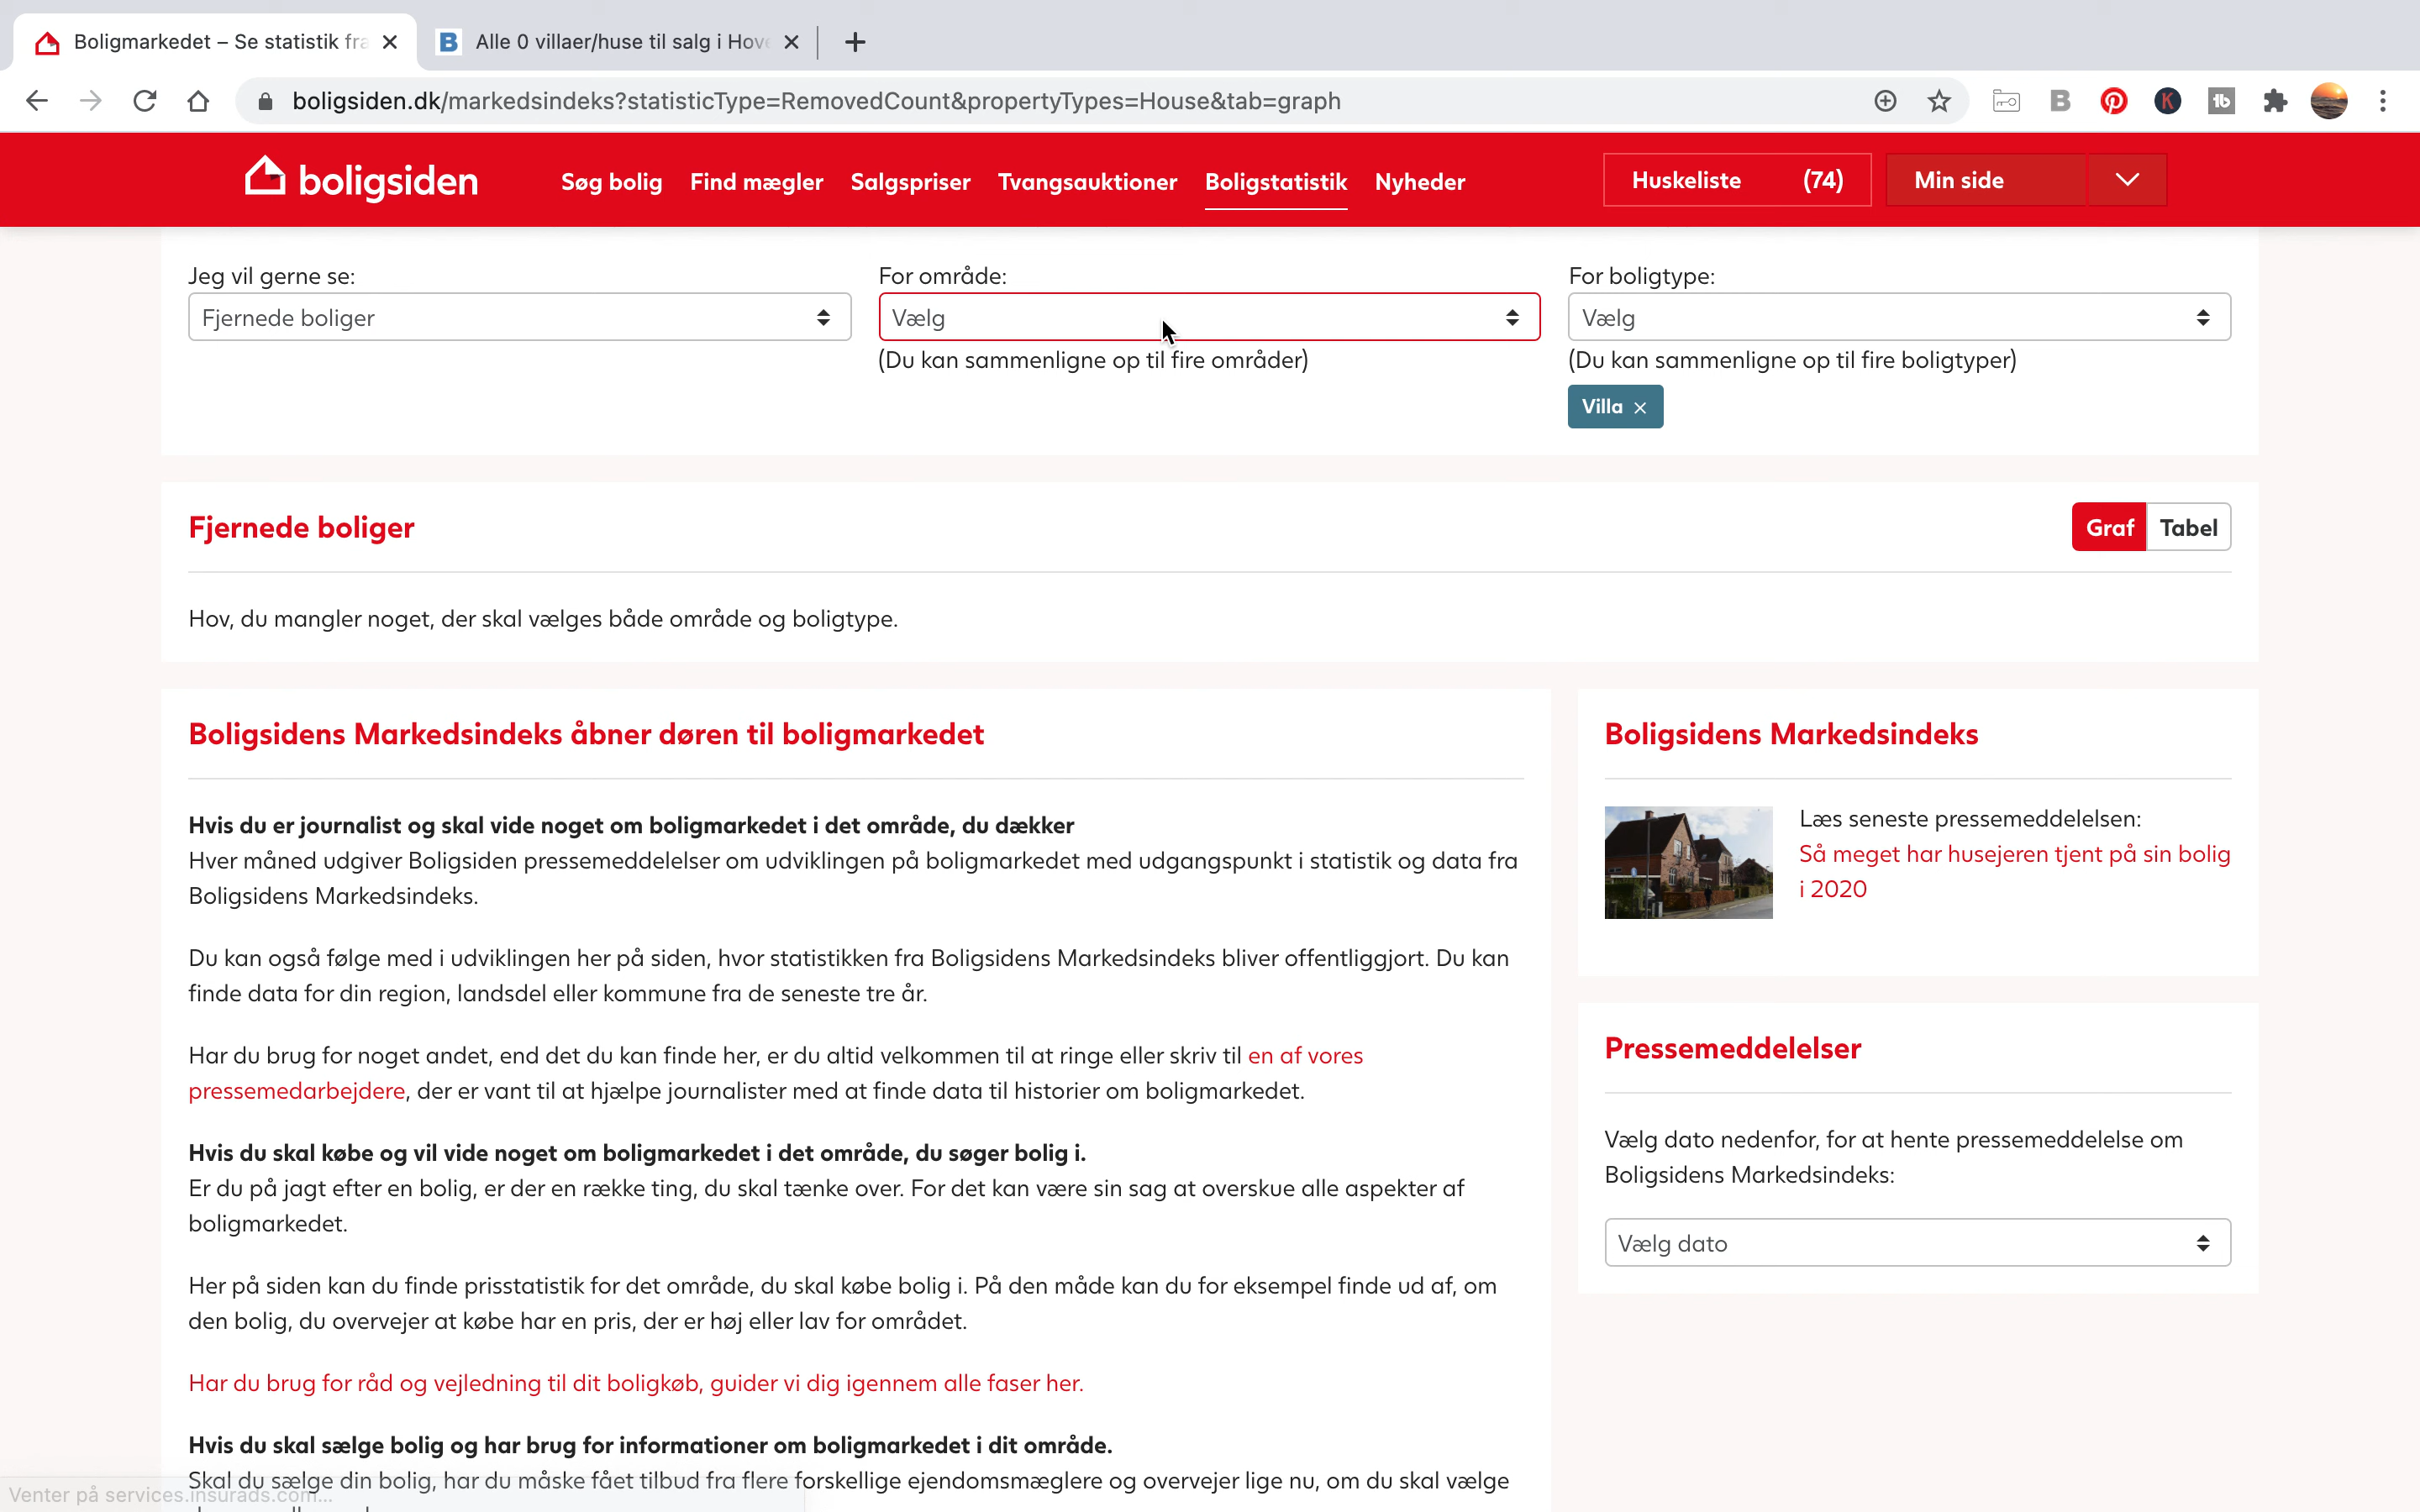 Boligmarkedet – Se statistik fra
Alle 0 villaer/huse til salg i Hove
boligsiden.dk/markedsindeks?statisticType=RemovedCount&propertyTypes=House&tab=graph
boligsiden
Søg bolig
Find mægler
Salgspriser
Tvangsauktioner
Boligstatistik
Nyheder
Huskeliste (74)
Min side
Jeg vil gerne se:
Fjernede boliger
For område:
Vælg
(Du kan sammenligne op til fire områder)
For boligtype:
Vælg
(Du kan sammenligne op til fire boligtyper)
Villa ×
Fjernede boliger
Graf
Tabel
Hov, du mangler noget, der skal vælges både område og boligtype.
Boligsidens Markedsindeks åbner døren til boligmarkedet
Hvis du er journalist og skal vide noget om boligmarkedet i det område, du dækker
Hver måned udgiver Boligsiden pressemeddelelser om udviklingen på boligmarkedet med udgangspunkt i statistik og data fra
Boligsidens Markedsindeks.
Du kan også følge med i udviklingen her på siden, hvor statistikken fra Boligsidens Markedsindeks bliver offentliggjort. Du kan
finde data for din region, landsdel eller kommune fra de seneste tre år.
Har du brug for noget andet, end det du kan finde her, er du altid velkommen til at ringe eller skriv til en af vores
pressemedarbejdere, der er vant til at hjælpe journalister med at finde data til historier om boligmarkedet.
Hvis du skal købe og vil vide noget om boligmarkedet i det område, du søger bolig i.
Er du på jagt efter en bolig, er der en række ting, du skal tænke over. For det kan være sin sag at overskue alle aspekter af
boligmarkedet.
Her på siden kan du finde prisstatistik for det område, du skal købe bolig i. På den måde kan du for eksempel finde ud af, om
den bolig, du overvejer at købe har en pris, der er høj eller lav for området.
Har du brug for råd og vejledning til dit boligkøb, guider vi dig igennem alle faser her.
Hvis du skal sælge bolig og har brug for informationer om boligmarkedet i dit område.
Skal du sælge din bolig, har du måske fået tilbud fra flere forskellige ejendomsmæglere og overvejer lige nu, om du skal vælge
Venter på services.insurads.com...
Boligsidens Markedsindeks
Læs seneste pressemeddelelsen:
Så meget har husejeren tjent på sin bolig
i 2020
Pressemeddelelser
Vælg dato nedenfor, for at hente pressemeddelelse om
Boligsidens Markedsindeks:
Vælg dato